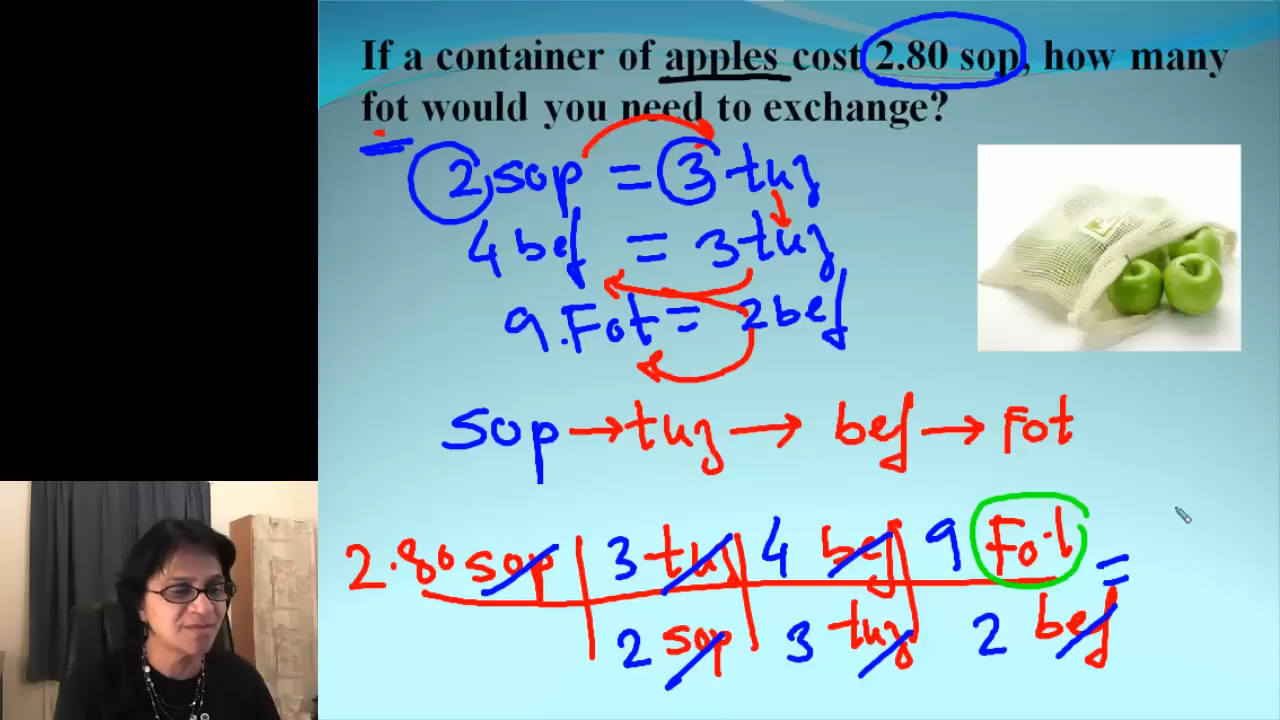 If a container of apples cost 2.80 sop, how many
fot would you need to exchange?
2 sop = 3 tuz
4 bef = 3 tuz
9.Fot = 2 bef
sop → tuz → bef → Fot
2.80 sop 3 tuz 4 bef 9 Fot =
2 sop 3 tuz 2 bef